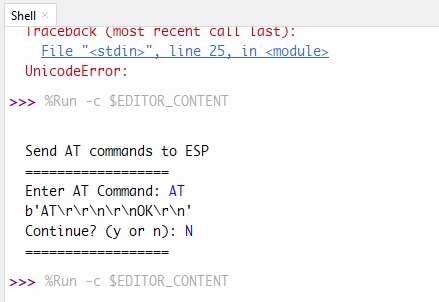 Shell ×
Traceback (most recent call last):
File "<stdin>", line 25, in <module>
UnicodeError:
>>> %Run -c $EDITOR_CONTENT
Send AT commands to ESP
==================
Enter AT Command: AT
b'AT\r\r\n\r\nOK\r\n'
Continue? (y or n): N
==================
>>> %Run -c $EDITOR_CONTENT